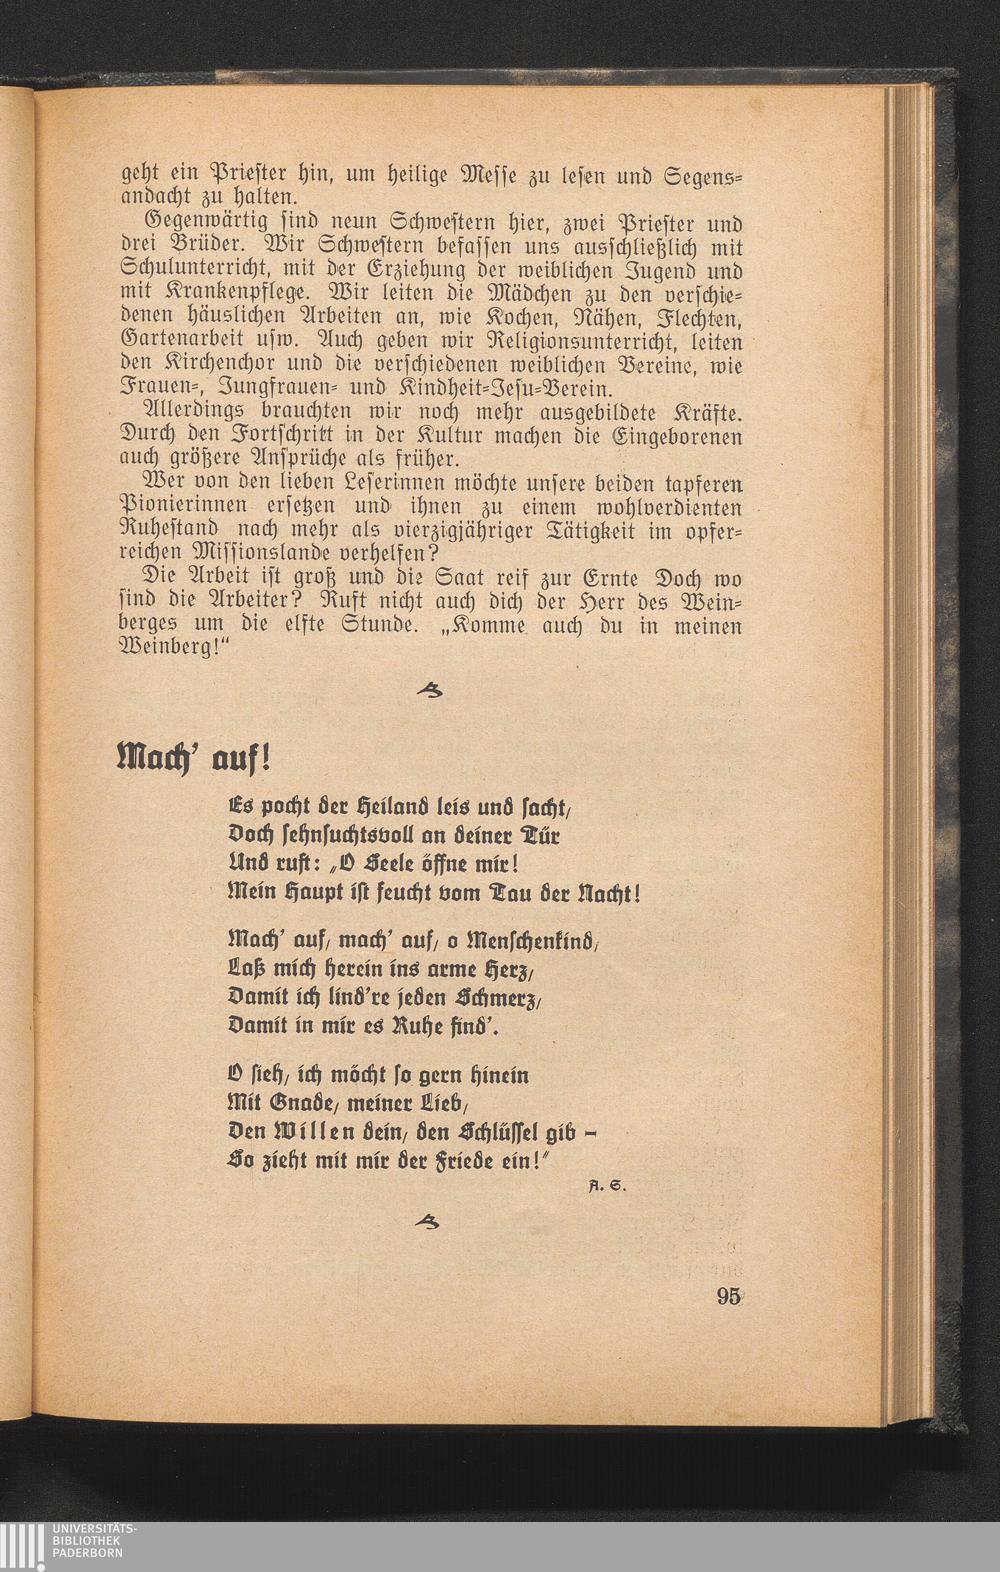 geht ein Priester hin, um heilige Messe zu lesen und Segens-
andacht zu halten.
Gegenwärtig sind neun Schwestern hier, zwei Priester und
drei Brüder. Wir Schwestern befassen uns ausschließlich mit
Schulunterricht, mit der Erziehung der weiblichen Jugend und
mit Krankenpflege. Wir leiten die Mädchen zu den verschie-
denen häuslichen Arbeiten an, wie Kochen, Nähen, Flechten,
Gartenarbeit usw. Auch geben wir Religionsunterricht, leiten
den Kirchenchor und die verschiedenen weiblichen Vereine, wie
Frauen-, Jungfrauen- und Kindheit-Jesu-Verein.
Allerdings brauchten wir noch mehr ausgebildete Kräfte.
Durch den Fortschritt in der Kultur machen die Eingeborenen
auch größere Ansprüche als früher.
Wer von den lieben Leserinnen möchte unsere beiden tapferen
Pionierinnen ersetzen und ihnen zu einem wohlverdienten
Ruhestand nach mehr als vierzigjähriger Tätigkeit im opfer-
reichen Missionslande verhelfen?
Die Arbeit ist groß und die Saat reif zur Ernte Doch wo
sind die Arbeiter? Ruft nicht auch dich der Herr des Wein-
berges um die elfte Stunde. „Komme auch du in meinen
Weinberg!“
Mach' auf!
Es pocht der Heiland leis und sacht,
Doch sehnsuchtsvoll an deiner Tür
Und ruft: „O Seele öffne mir!
Mein Haupt ist feucht vom Tau der Nacht!
Mach' auf, mach' auf, o Menschenkind,
Laß mich herein ins arme Herz,
Damit ich lind're jeden Schmerz,
Damit in mir es Ruhe find'.
O sieh, ich möcht so gern hinein
Mit Gnade, meiner Lieb,
Den Willen dein, den Schlüssel gib –
So zieht mit mir der Friede ein!“
A. S.
95
UNIVERSITÄTS-
BIBLIOTHEK
PADERBORN